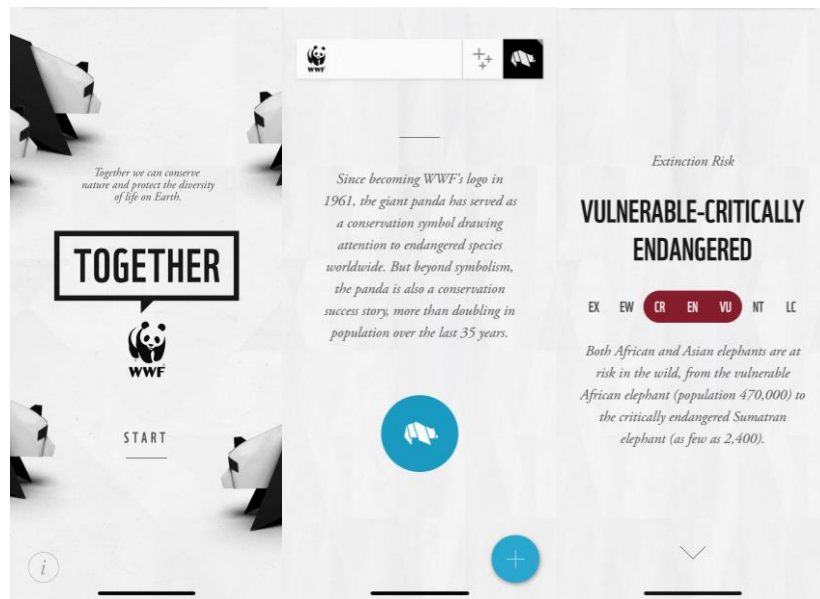 Together we can conserve
nature and protect the diversity
of life on Earth.
TOGETHER
WWF
START
i
WWF
Since becoming WWF's logo in
1961, the giant panda has served as
a conservation symbol drawing
attention to endangered species
worldwide. But beyond symbolism,
the panda is also a conservation
success story, more than doubling in
population over the last 35 years.
Extinction Risk
VULNERABLE-CRITICALLY
ENDANGERED
EX EW CR EN VU NT LC
Both African and Asian elephants are at
risk in the wild, from the vulnerable
African elephant (population 470,000) to
the critically endangered Sumatran
elephant (as few as 2,400).